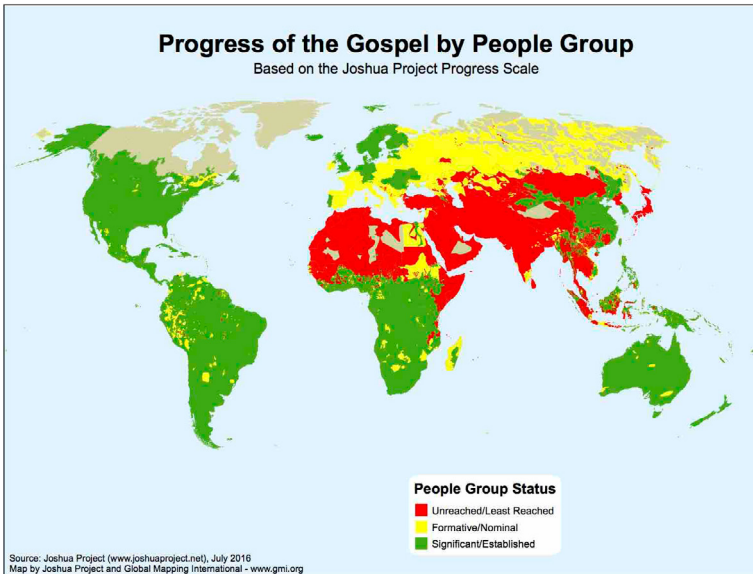 Progress of the Gospel by People Group
Based on the Joshua Project Progress Scale
People Group Status
Unreached/Least Reached
Formative/Nominal
Significant/Established
Source: Joshua Project (www.joshuaproject.net), July 2016
Map by Joshua Project and Global Mapping International - www.gmi.org